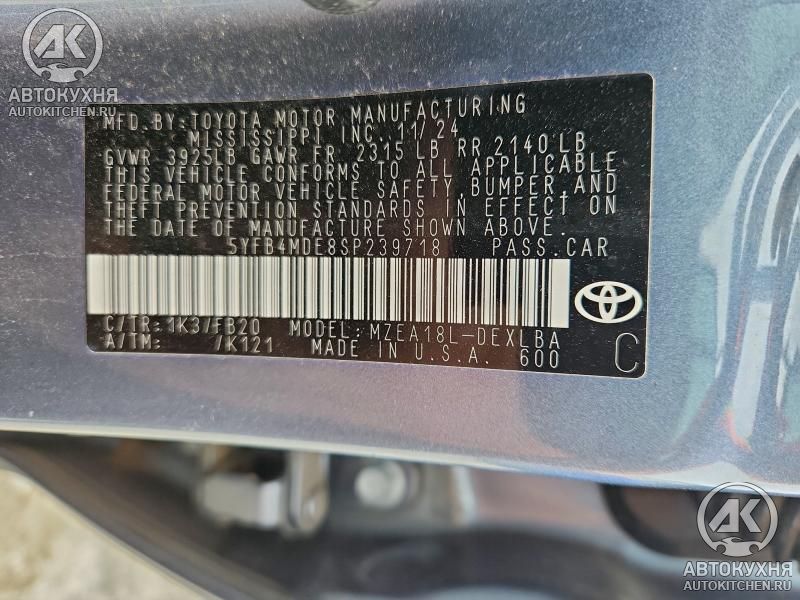 АК
АВТОКУХНЯ
AUTOKITCHEN.RU
MFD.BY: TOYOTA MOTOR MANUFACTURING
MISSISSIPPI, INC. 11/24
GVWR 3925LB GAWR FR. 2315 LB RR 2140 LB
THIS VEHICLE CONFORMS TO ALL APPLICABLE
FEDERAL MOTOR VEHICLE SAFETY, BUMPER, AND
THEFT PREVENTION STANDARDS IN EFFECT ON
THE DATE OF MANUFACTURE SHOWN ABOVE.
5YFB4MDE8SP239718 PASS.CAR
C/TR: 1K3/FB20 MODEL: MZEA18L-DEXLBA
A/TM: /K121 MADE IN U.S.A. 600 C
АК
АВТОКУХНЯ
AUTOKITCHEN.RU